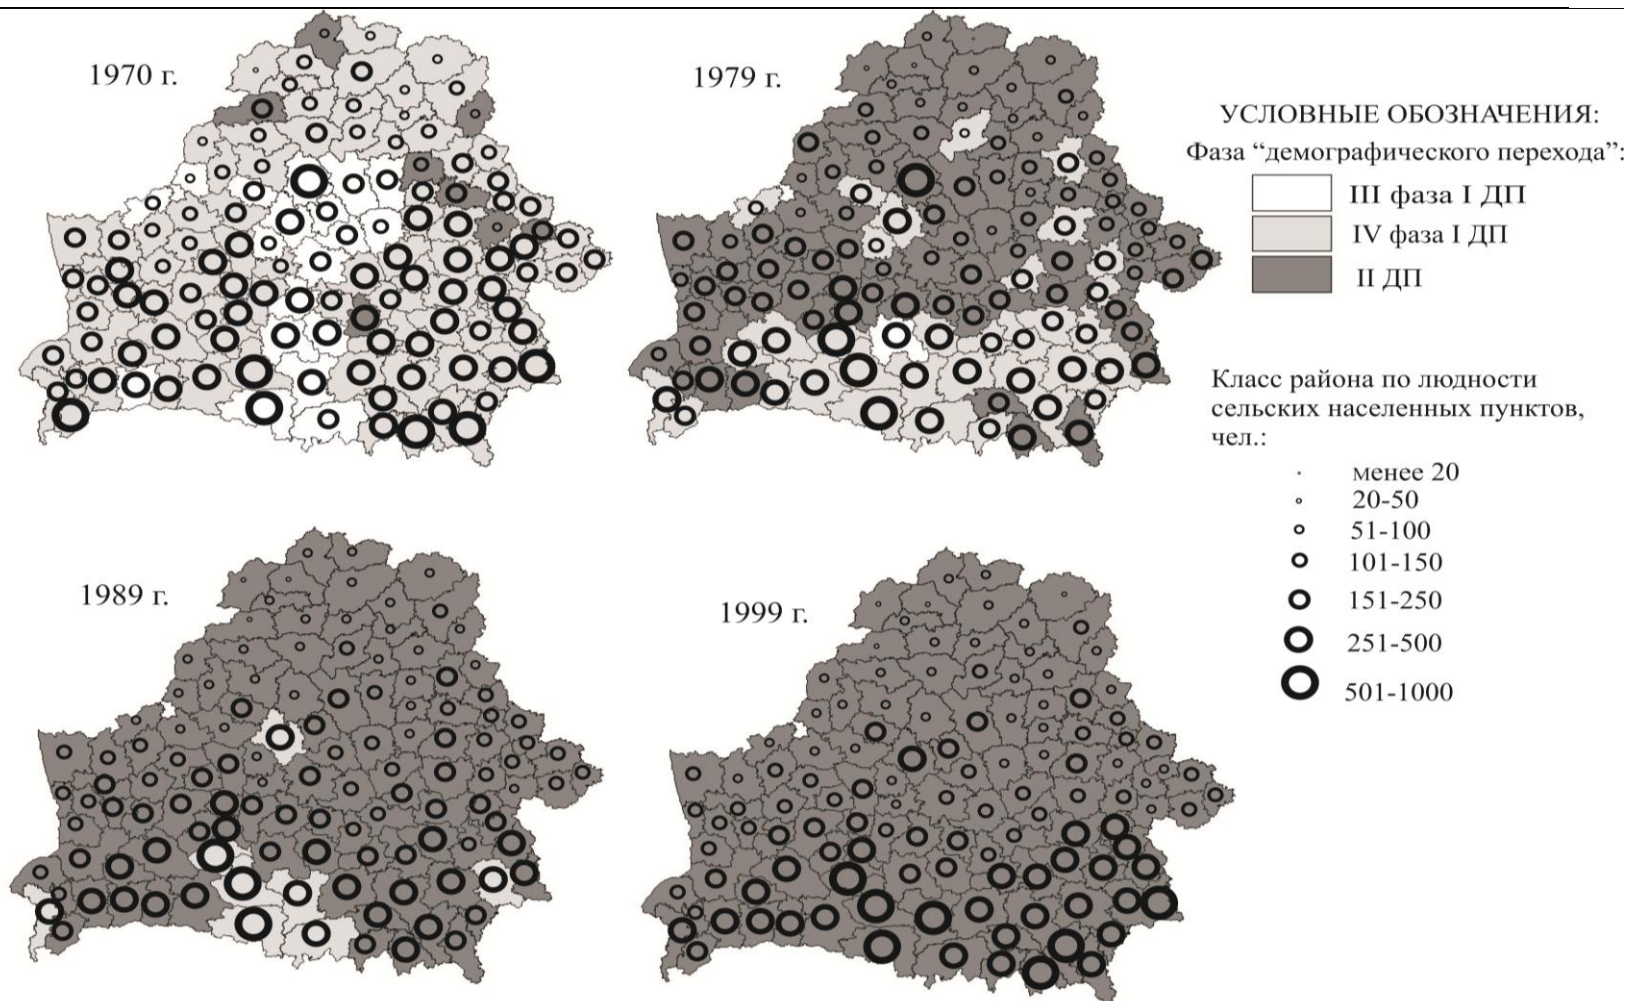 1970 г.
1979 г.
УСЛОВНЫЕ ОБОЗНАЧЕНИЯ:
Фаза “демографического перехода”:
III фаза I ДП
IV фаза I ДП
II ДП
Класс района по людности
сельских населенных пунктов,
чел.:
менее 20
20-50
51-100
101-150
151-250
251-500
501-1000
1989 г.
1999 г.